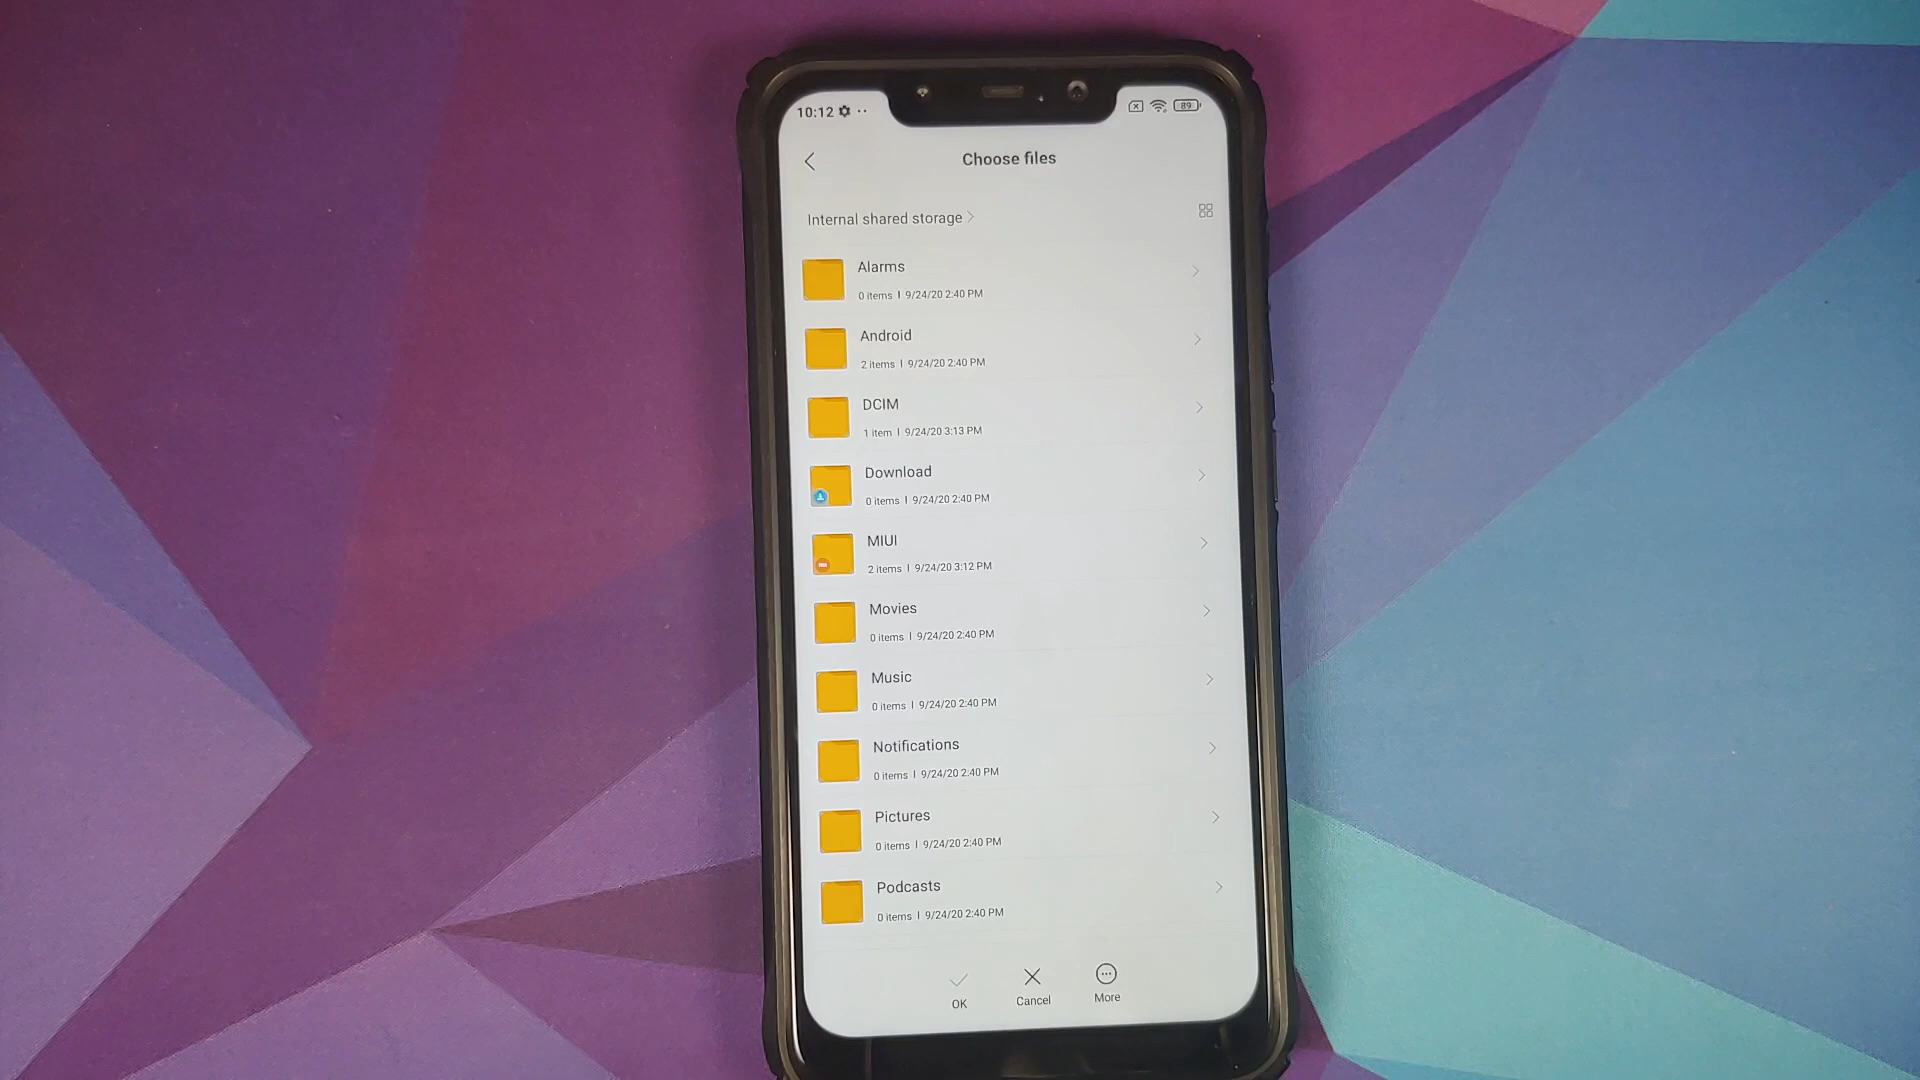 10:12
89
Choose files
Internal shared storage
Alarms
0 items | 9/24/20 2:40 PM
Android
2 items | 9/24/20 2:40 PM
DCIM
1 item | 9/24/20 3:13 PM
Download
0 items | 9/24/20 2:40 PM
MIUI
2 items | 9/24/20 3:12 PM
Movies
0 items | 9/24/20 2:40 PM
Music
0 items | 9/24/20 2:40 PM
Notifications
0 items | 9/24/20 2:40 PM
Pictures
0 items | 9/24/20 2:40 PM
Podcasts
0 items | 9/24/20 2:40 PM
OK
Cancel
More